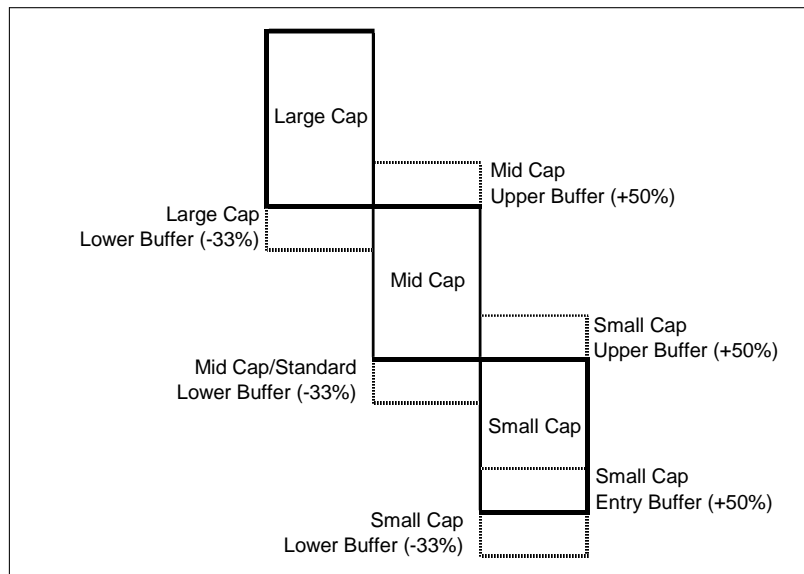 Large Cap
Mid Cap
Upper Buffer (+50%)
Large Cap
Lower Buffer (-33%)
Mid Cap
Small Cap
Upper Buffer (+50%)
Mid Cap/Standard
Lower Buffer (-33%)
Small Cap
Small Cap
Entry Buffer (+50%)
Small Cap
Lower Buffer (-33%)